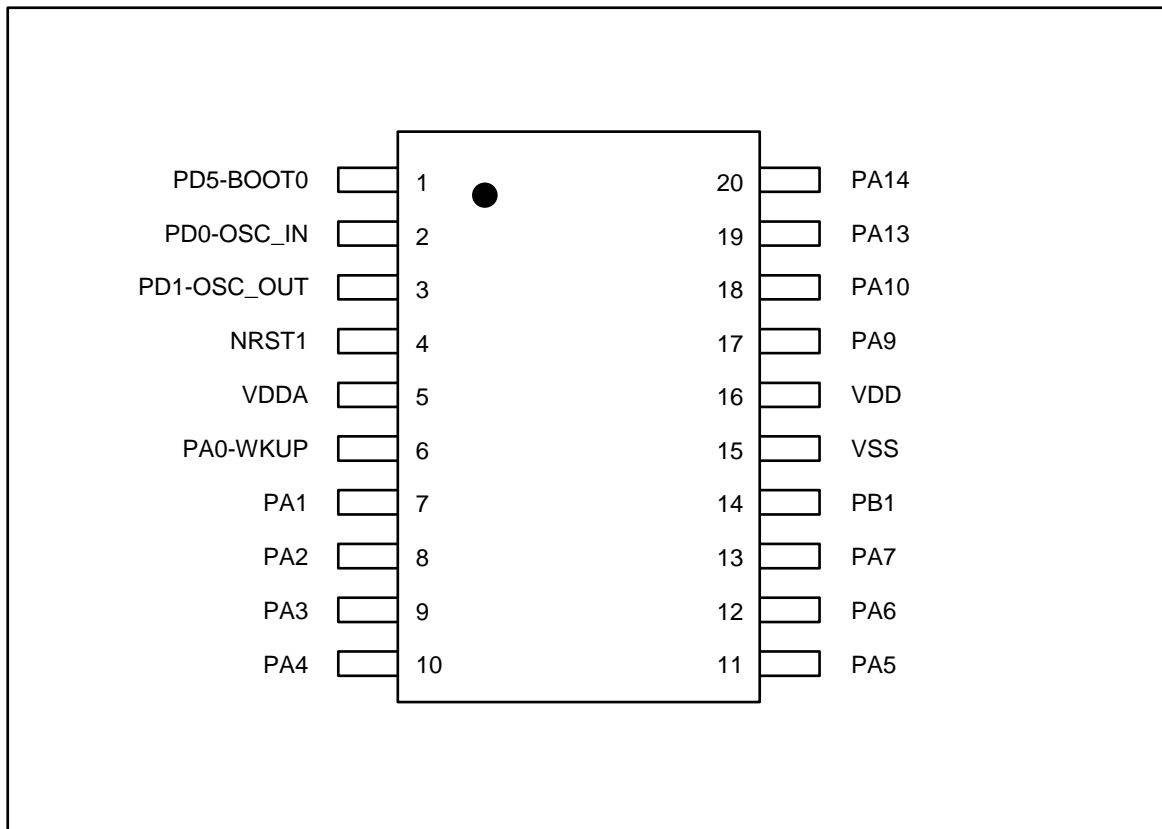 PD5-BOOT0 1 20 PA14
PD0-OSC_IN 2 19 PA13
PD1-OSC_OUT 3 18 PA10
NRST1 4 17 PA9
VDDA 5 16 VDD
PA0-WKUP 6 15 VSS
PA1 7 14 PB1
PA2 8 13 PA7
PA3 9 12 PA6
PA4 10 11 PA5